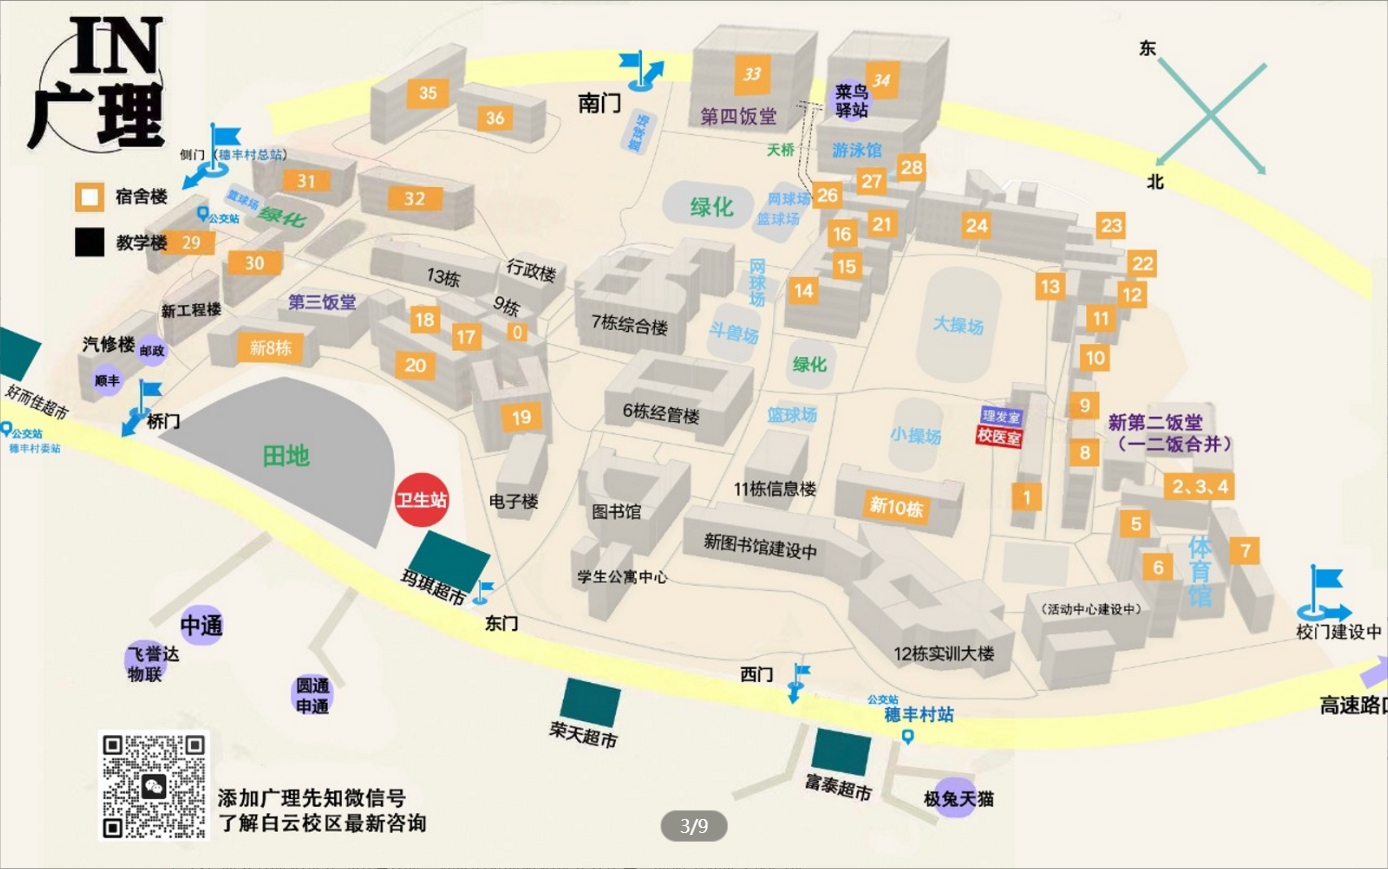 IN
广理
东
北
35
36
南门
33
34
菜鸟
驿站
第四饭堂
篮球场
天桥
游泳馆
侧门（穗丰村总站）
宿舍楼
教学楼
31
32
篮球场
绿化
公交站
29
30
绿化
网球场
篮球场
26
27
28
16
21
24
23
15
14
22
13
12
11
10
13栋
行政楼
9栋
网球场
7栋综合楼
斗兽场
大操场
新工程楼
第三饭堂
18
17
0
汽修楼
邮政
新8栋
20
绿化
顺丰
好而佳超市
桥门
公交站
穗丰村委站
19
6栋经管楼
篮球场
小操场
理发室
校医室
9
新第二饭堂
（一二饭合并）
8
田地
卫生站
电子楼
图书馆
11栋信息楼
新10栋
1
2、3、4
5
体育馆
7
6
新图书馆建设中
玛琪超市
学生公寓中心
东门
（活动中心建设中）
校门建设中
12栋实训大楼
中通
飞誉达
物联
圆通
申通
西门
公交站
穗丰村站
高速路口
荣天超市
富泰超市
极兔天猫
添加广理先知微信号
了解白云校区最新咨询
3/9